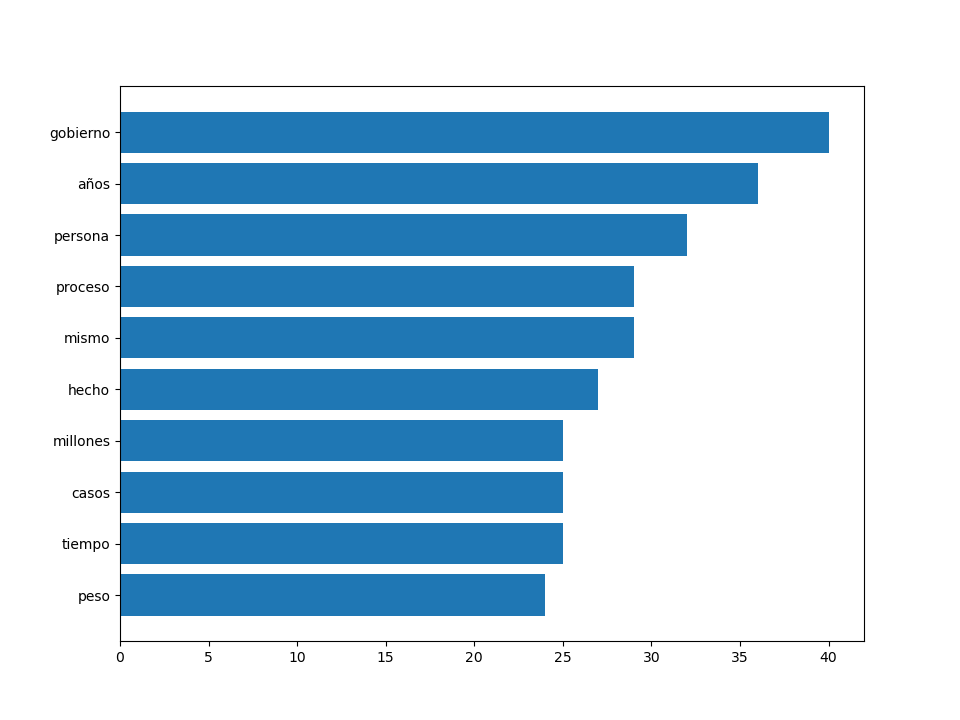 gobierno
años
persona
proceso
mismo
hecho
millones
casos
tiempo
peso
0 5 10 15 20 25 30 35 40